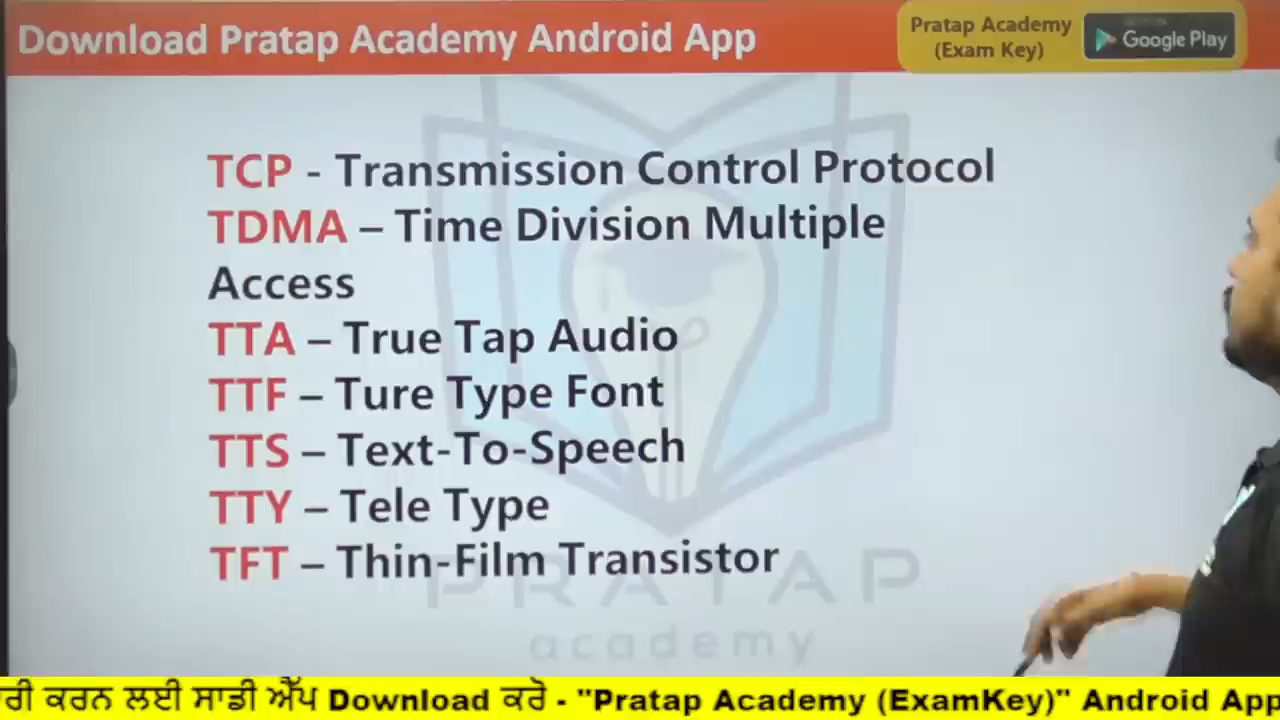 Download Pratap Academy Android App
Pratap Academy
(Exam Key)
Google Play
TCP - Transmission Control Protocol
TDMA – Time Division Multiple
Access
TTA – True Tap Audio
TTF – Ture Type Font
TTS – Text-To-Speech
TTY – Tele Type
TFT – Thin-Film Transistor
PRATAP
academy
ਰੀ ਕਰਨ ਲਈ ਸਾਡੀ ਐੱਪ Download ਕਰੋ - "Pratap Academy (ExamKey)" Android App